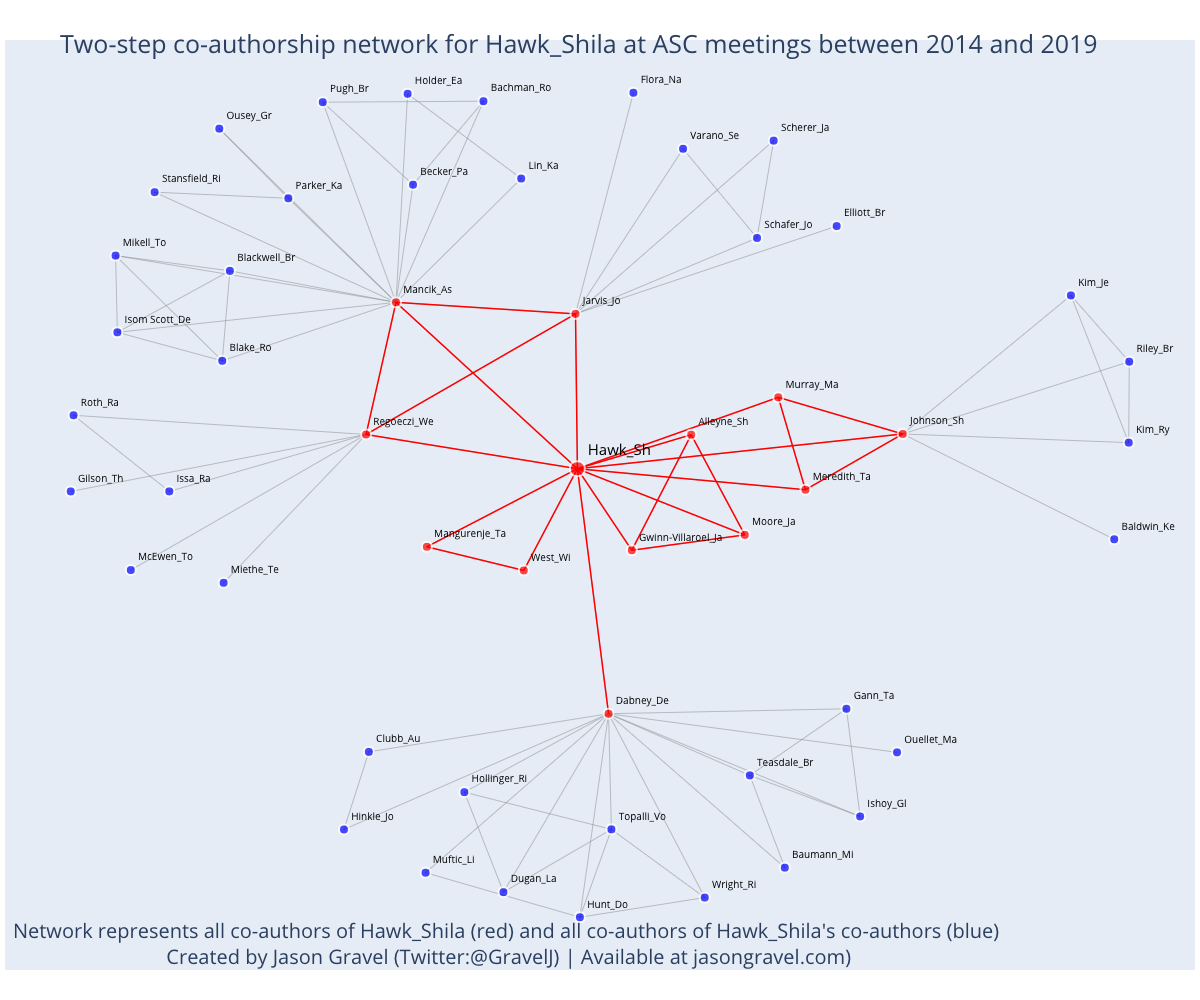 Two-step co-authorship network for Hawk_Shila at ASC meetings between 2014 and 2019
Flora_Na
Holder_Ea
Pugh_Br
Bachman_Ro
Ousey_Gr
Scherer_Ja
Varano_Se
Lin_Ka
Becker_Pa
Stansfield_Ri
Parker_Ka
Elliott_Br
Schafer_Jo
Mikell_To
Blackwell_Br
Kim_Je
Mancik_As
Jarvis_Jo
Isom Scott_De
Blake_Ro
Riley_Br
Murray_Ma
Roth_Ra
Regoeczi_We
Alleyne_Sh
Johnson_Sh
Kim_Ry
Hawk_Sh
Gilson_Th
Issa_Ra
Meredith_Ta
Moore_Ja
Baldwin_Ke
Mangurenje_Ta
Gwinn-Villaroel_Ja
McEwen_To
West_Wi
Miethe_Te
Gann_Ta
Dabney_De
Clubb_Au
Ouellet_Ma
Teasdale_Br
Hollinger_Ri
Ishoy_Gl
Hinkle_Jo
Topalli_Vo
Baumann_Mi
Muftic_Li
Dugan_La
Wright_Ri
Hunt_Do
Network represents all co-authors of Hawk_Shila (red) and all co-authors of Hawk_Shila's co-authors (blue)
Created by Jason Gravel (Twitter:@GravelJ) | Available at jasongravel.com)